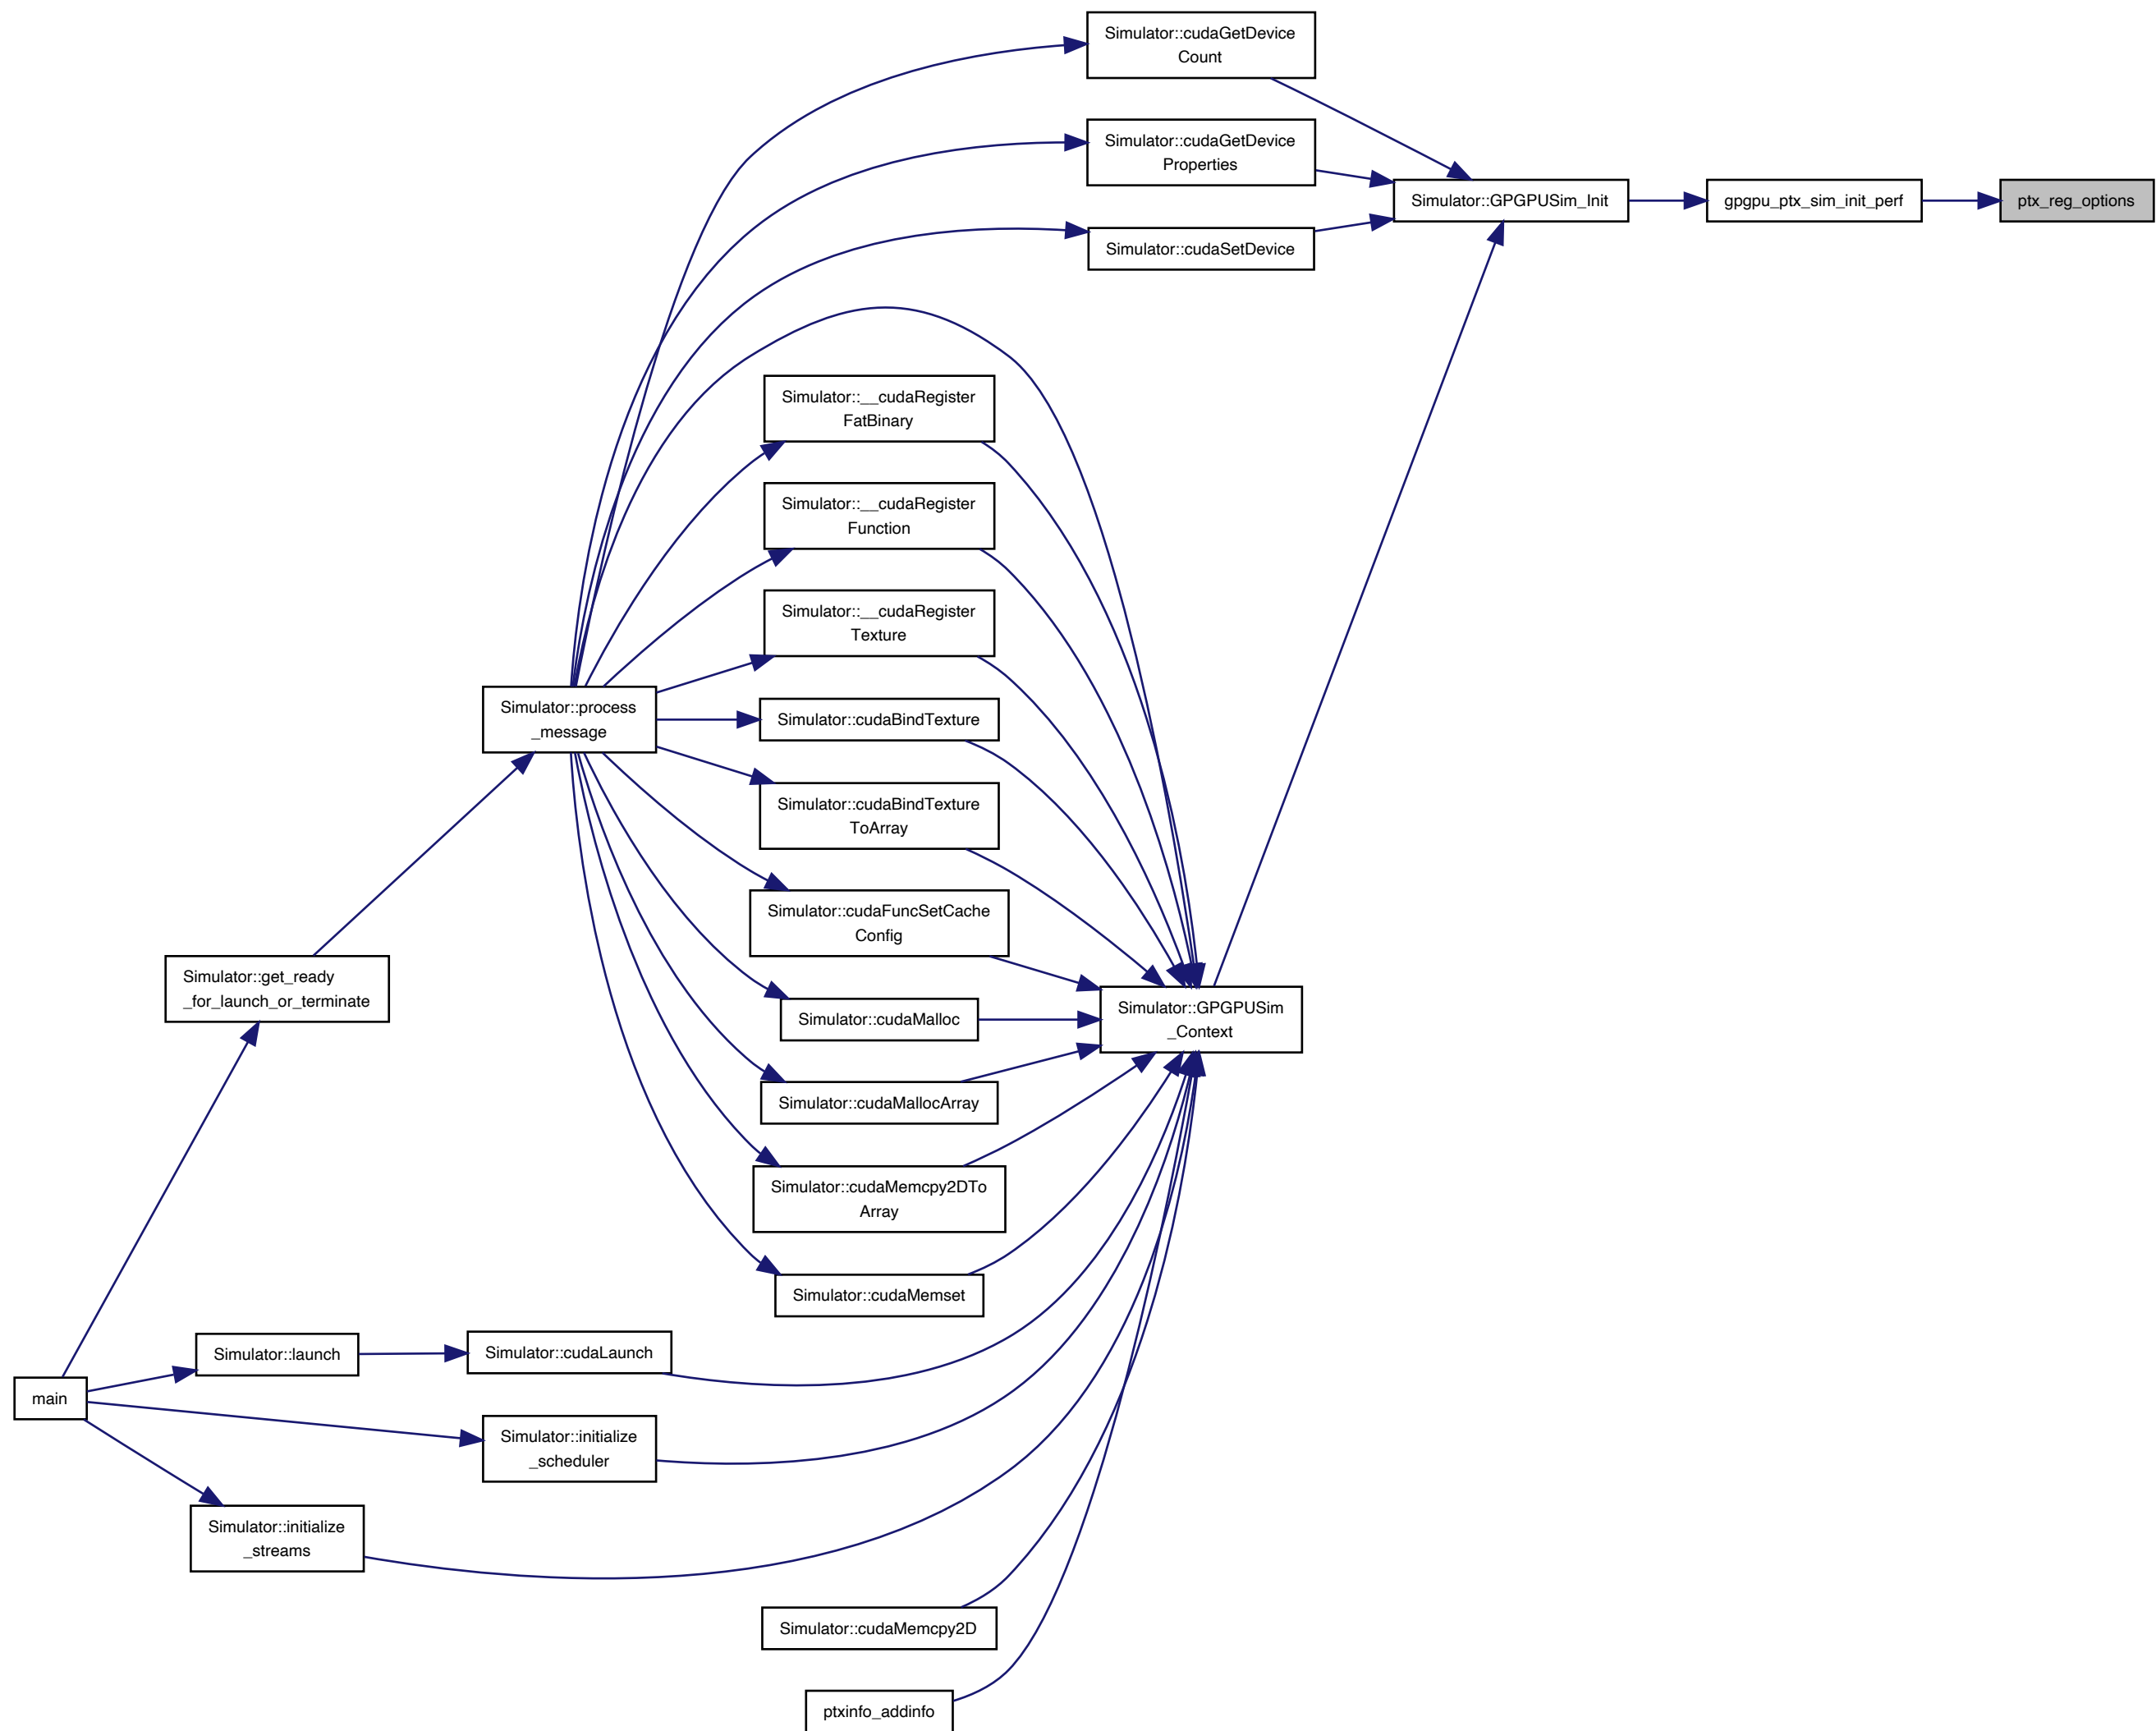 Simulator::cudaGetDevice
Count
Simulator::cudaGetDevice
Properties
Simulator::GPGPUSim_Init
gpgpu_ptx_sim_init_perf
ptx_reg_options
Simulator::cudaSetDevice
Simulator::__cudaRegister
FatBinary
Simulator::__cudaRegister
Function
Simulator::__cudaRegister
Texture
Simulator::process
_message
Simulator::cudaBindTexture
Simulator::cudaBindTexture
ToArray
Simulator::cudaFuncSetCache
Config
Simulator::get_ready
_for_launch_or_terminate
Simulator::cudaMalloc
Simulator::GPGPUSim
_Context
Simulator::cudaMallocArray
Simulator::cudaMemcpy2DTo
Array
Simulator::cudaMemset
Simulator::launch
Simulator::cudaLaunch
main
Simulator::initialize
_scheduler
Simulator::initialize
_streams
Simulator::cudaMemcpy2D
ptxinfo_addinfo